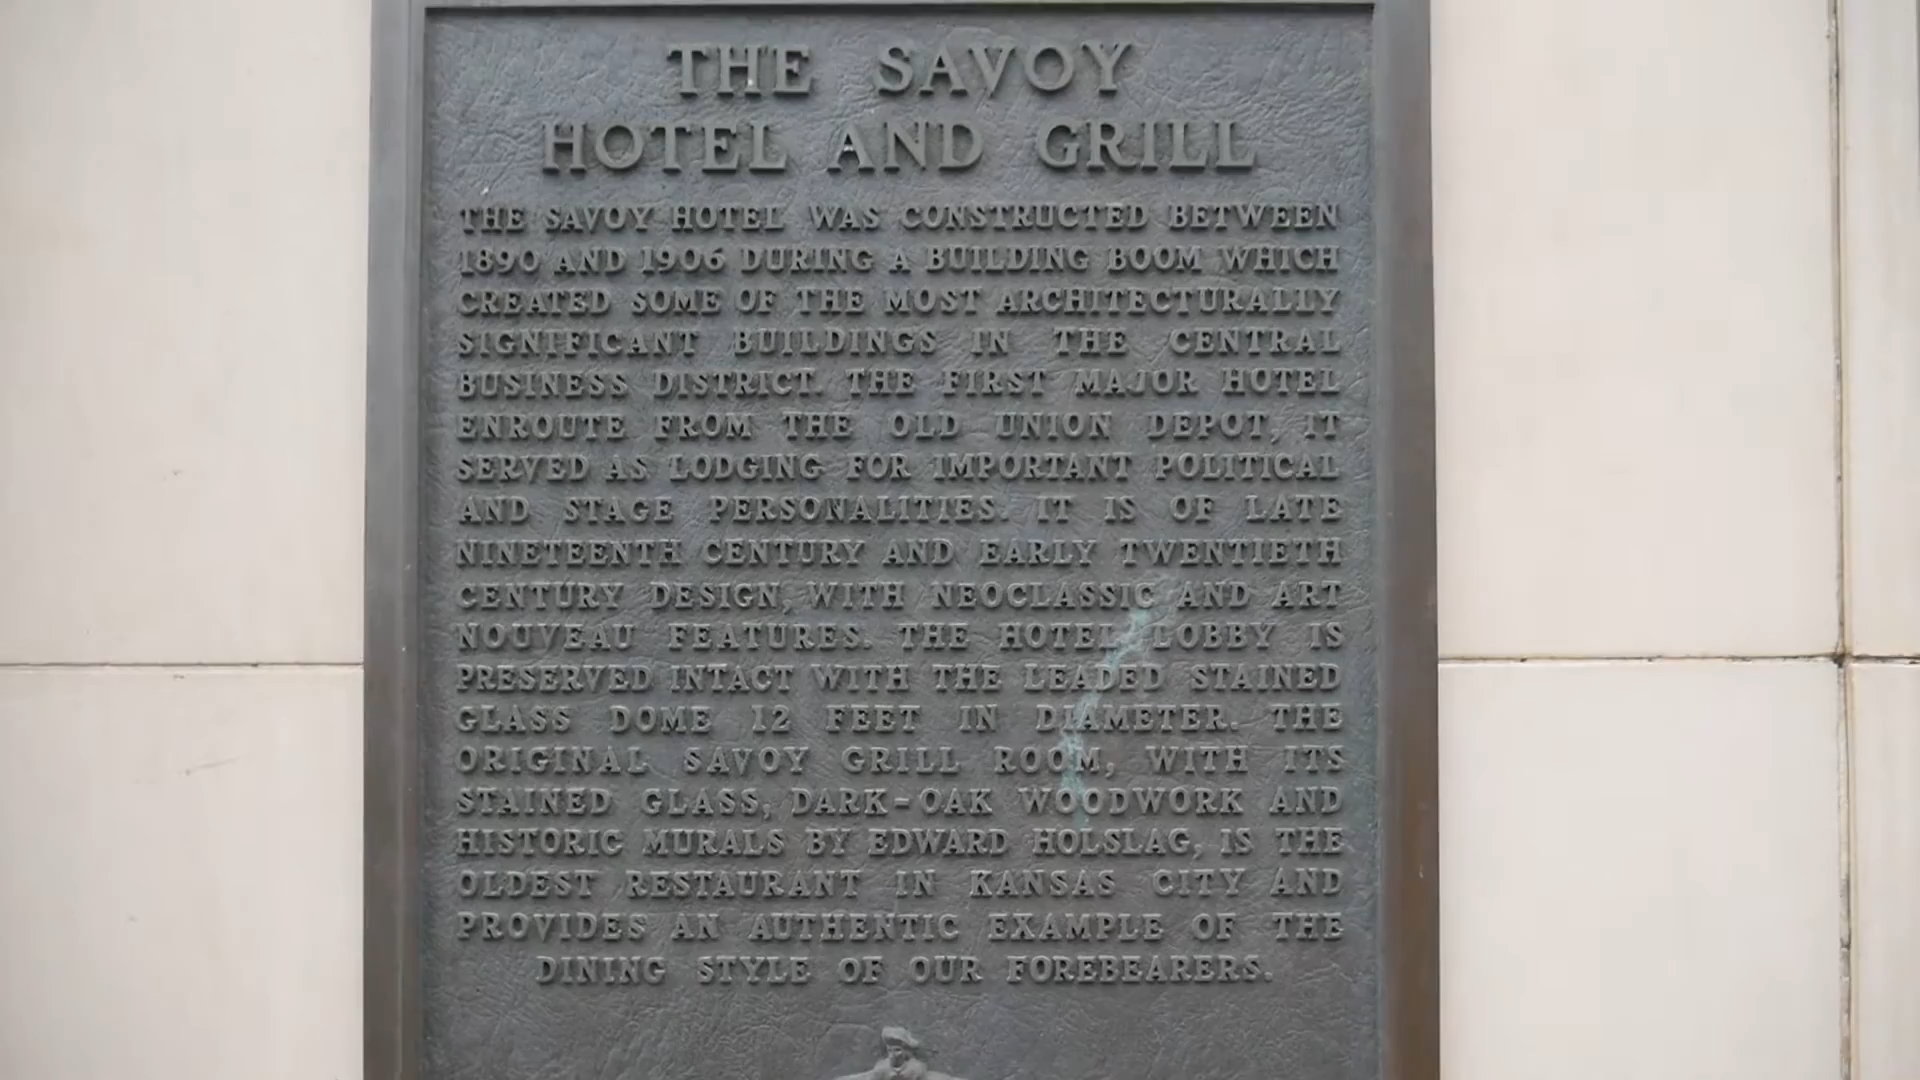 THE SAVOY
HOTEL AND GRILL
THE SAVOY HOTEL WAS CONSTRUCTED BETWEEN
1890 AND 1906 DURING A BUILDING BOOM WHICH
CREATED SOME OF THE MOST ARCHITECTURALLY
SIGNIFICANT BUILDINGS IN THE CENTRAL
BUSINESS DISTRICT. THE FIRST MAJOR HOTEL
ENROUTE FROM THE OLD UNION DEPOT, IT
SERVED AS LODGING FOR IMPORTANT POLITICAL
AND STAGE PERSONALITIES. IT IS OF LATE
NINETEENTH CENTURY AND EARLY TWENTIETH
CENTURY DESIGN, WITH NEOCLASSIC AND ART
NOUVEAU FEATURES. THE HOTEL LOBBY IS
PRESERVED INTACT WITH THE LEADED STAINED
GLASS DOME 12 FEET IN DIAMETER. THE
ORIGINAL SAVOY GRILL ROOM, WITH ITS
STAINED GLASS, DARK-OAK WOODWORK AND
HISTORIC MURALS BY EDWARD HOLSLAG, IS THE
OLDEST RESTAURANT IN KANSAS CITY AND
PROVIDES AN AUTHENTIC EXAMPLE OF THE
DINING STYLE OF OUR FOREBEARERS.